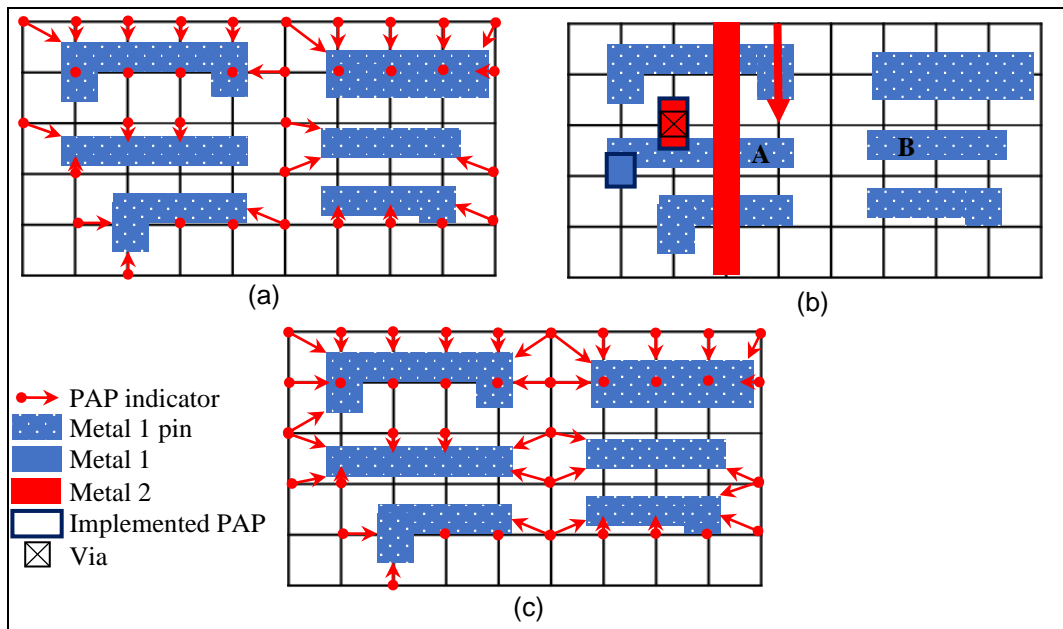 (a)
A
B
(b)
PAP indicator
Metal 1 pin
Metal 1
Metal 2
Implemented PAP
Via
(c)